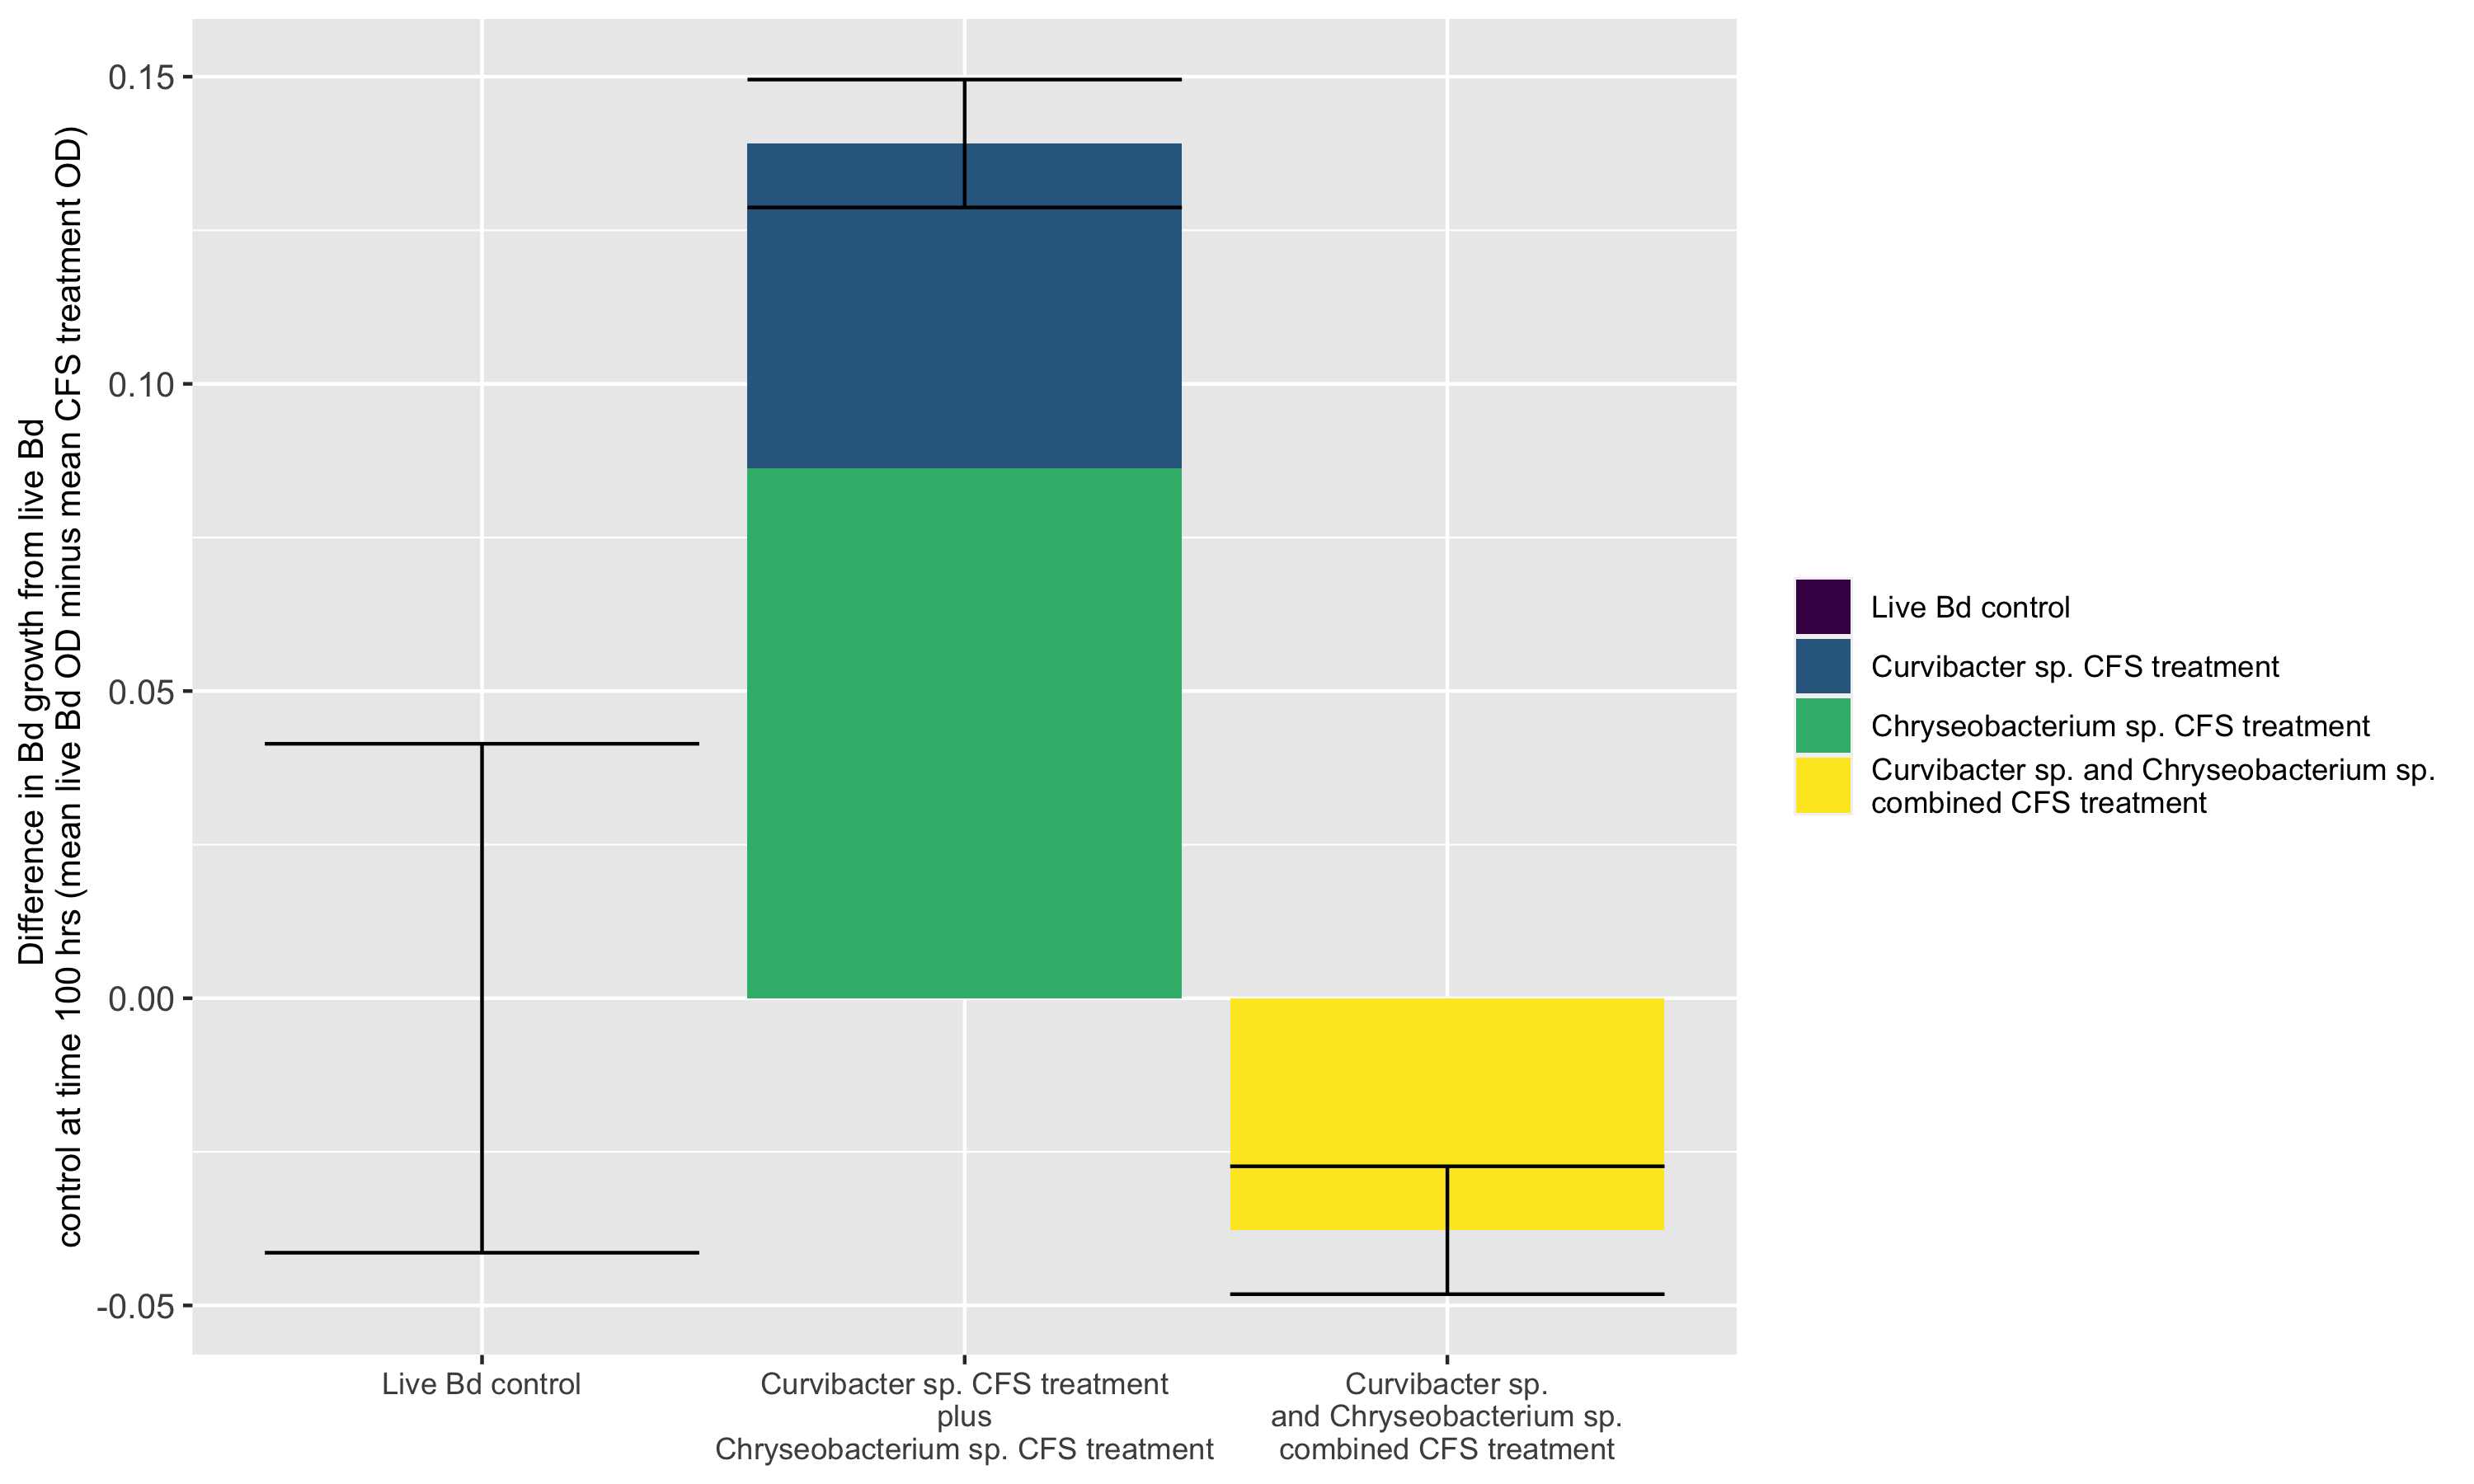 Difference in Bd growth from live Bd
control at time 100 hrs (mean live Bd OD minus mean CFS treatment OD)
0.15
0.10
0.05
0.00
-0.05
Live Bd control
Curvibacter sp. CFS treatment
plus
Chryseobacterium sp. CFS treatment
Curvibacter sp.
and Chryseobacterium sp.
combined CFS treatment
Live Bd control
Curvibacter sp. CFS treatment
Chryseobacterium sp. CFS treatment
Curvibacter sp. and Chryseobacterium sp.
combined CFS treatment